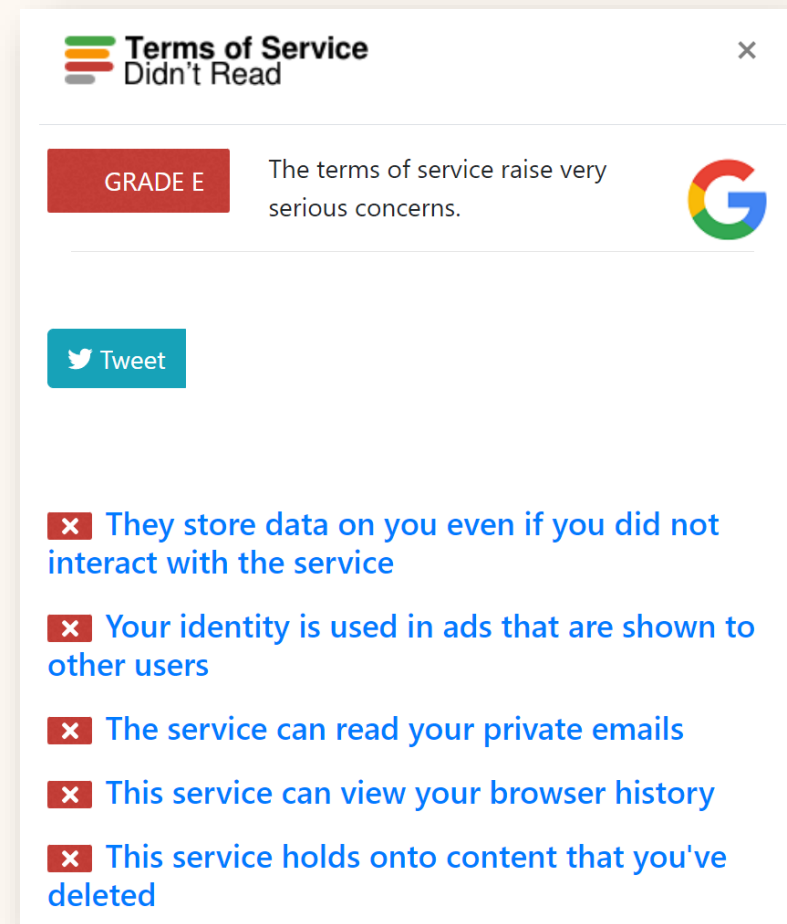 Terms of Service
Didn't Read
×
GRADE E
The terms of service raise very
serious concerns.
Tweet
They store data on you even if you did not
interact with the service
Your identity is used in ads that are shown to
other users
The service can read your private emails
This service can view your browser history
This service holds onto content that you've
deleted